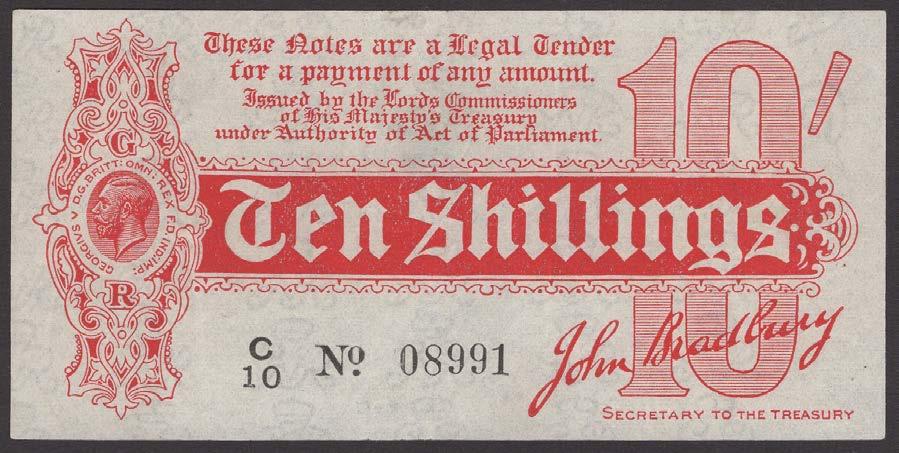 These Notes are a Legal Tender
for a payment of any amount.
Issued by the Lords Commissioners
of His Majesty's Treasury
under Authority of Act of Parliament.
10/
G
GEORGIVS V D.G. BRITT: OMN: REX F.D. IND: IMP:
R
Ten Shillings
10
C
10 No. 08991
John Bradbury
SECRETARY TO THE TREASURY